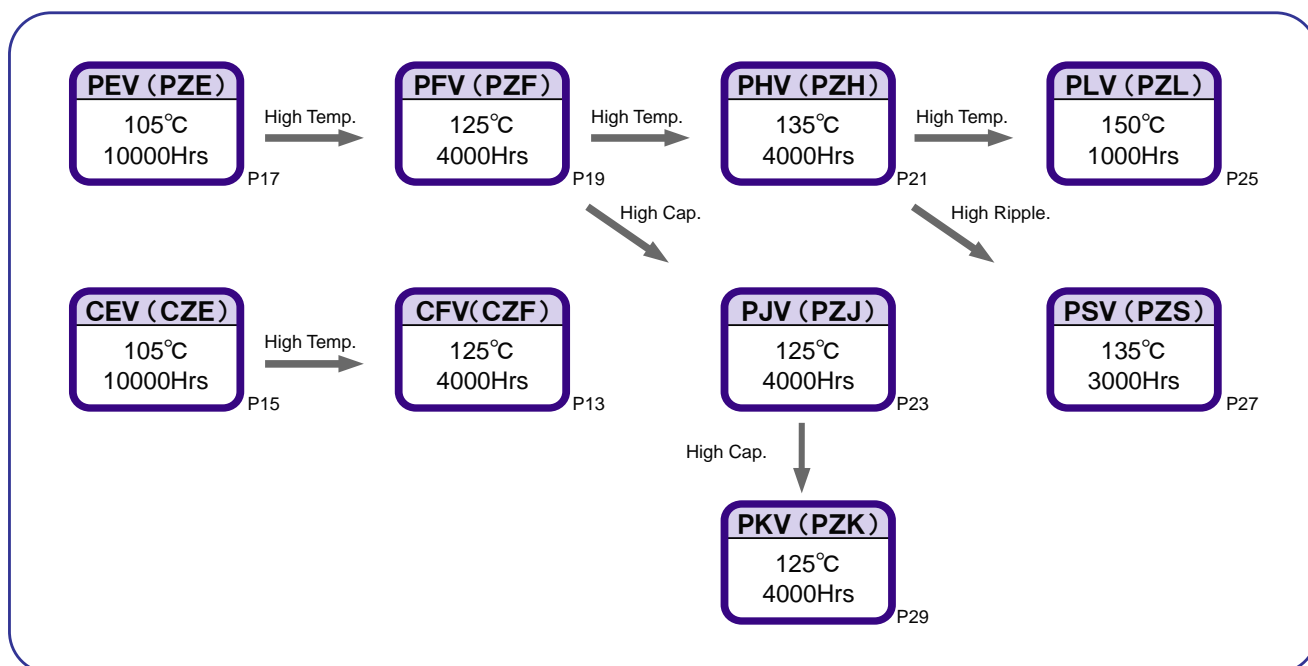 PEV（PZE）
105℃
10000Hrs
P17
High Temp.
PFV（PZF）
125℃
4000Hrs
P19
High Temp.
PHV（PZH）
135℃
4000Hrs
P21
High Temp.
PLV（PZL）
150℃
1000Hrs
P25
High Cap.
High Ripple.
CEV（CZE）
105℃
10000Hrs
P15
High Temp.
CFV(CZF）
125℃
4000Hrs
P13
PJV（PZJ）
125℃
4000Hrs
P23
PSV（PZS）
135℃
3000Hrs
P27
High Cap.
PKV（PZK）
125℃
4000Hrs
P29